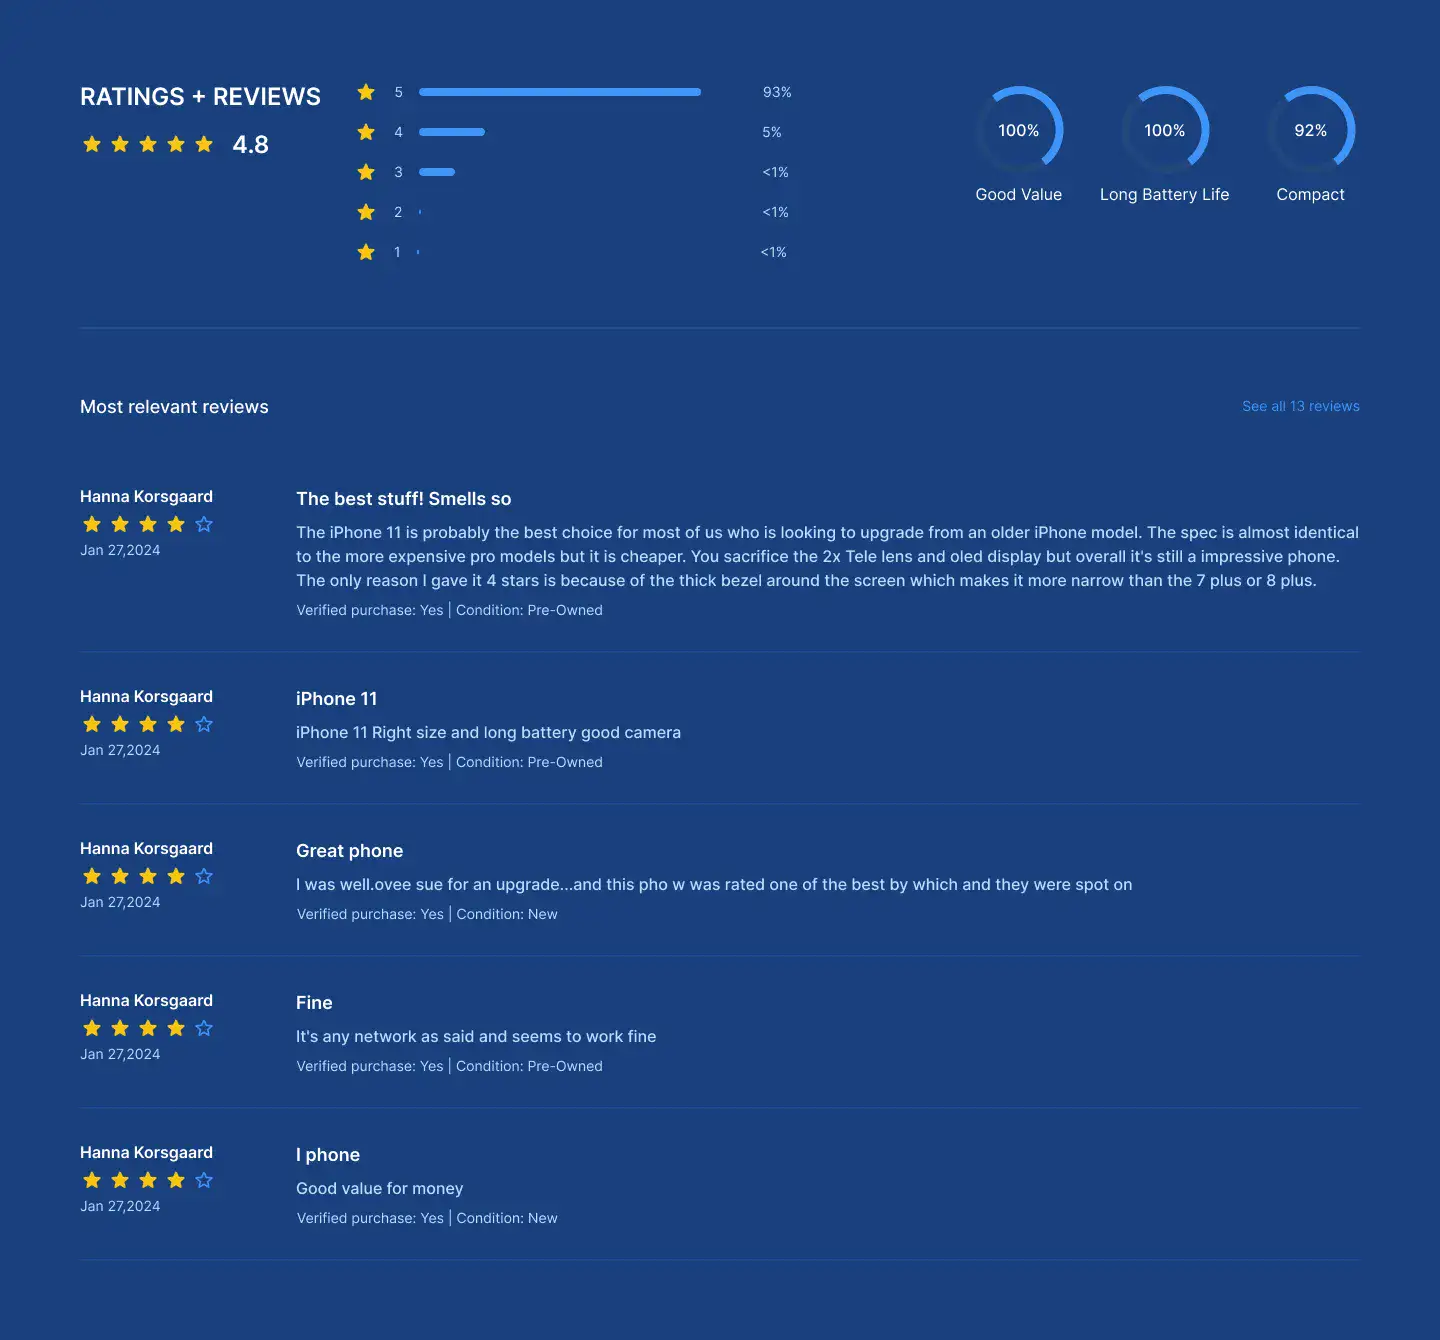 RATINGS + REVIEWS
4.8
5 93%
4 5%
3 <1%
2 <1%
1 <1%
100%
Good Value
100%
Long Battery Life
92%
Compact
Most relevant reviews
See all 13 reviews
Hanna Korsgaard
Jan 27,2024
The best stuff! Smells so
The iPhone 11 is probably the best choice for most of us who is looking to upgrade from an older iPhone model. The spec is almost identical
to the more expensive pro models but it is cheaper. You sacrifice the 2x Tele lens and oled display but overall it's still a impressive phone.
The only reason I gave it 4 stars is because of the thick bezel around the screen which makes it more narrow than the 7 plus or 8 plus.
Verified purchase: Yes | Condition: Pre-Owned
Hanna Korsgaard
Jan 27,2024
iPhone 11
iPhone 11 Right size and long battery good camera
Verified purchase: Yes | Condition: Pre-Owned
Hanna Korsgaard
Jan 27,2024
Great phone
I was well.ovee sue for an upgrade...and this pho w was rated one of the best by which and they were spot on
Verified purchase: Yes | Condition: New
Hanna Korsgaard
Jan 27,2024
Fine
It's any network as said and seems to work fine
Verified purchase: Yes | Condition: Pre-Owned
Hanna Korsgaard
Jan 27,2024
I phone
Good value for money
Verified purchase: Yes | Condition: New